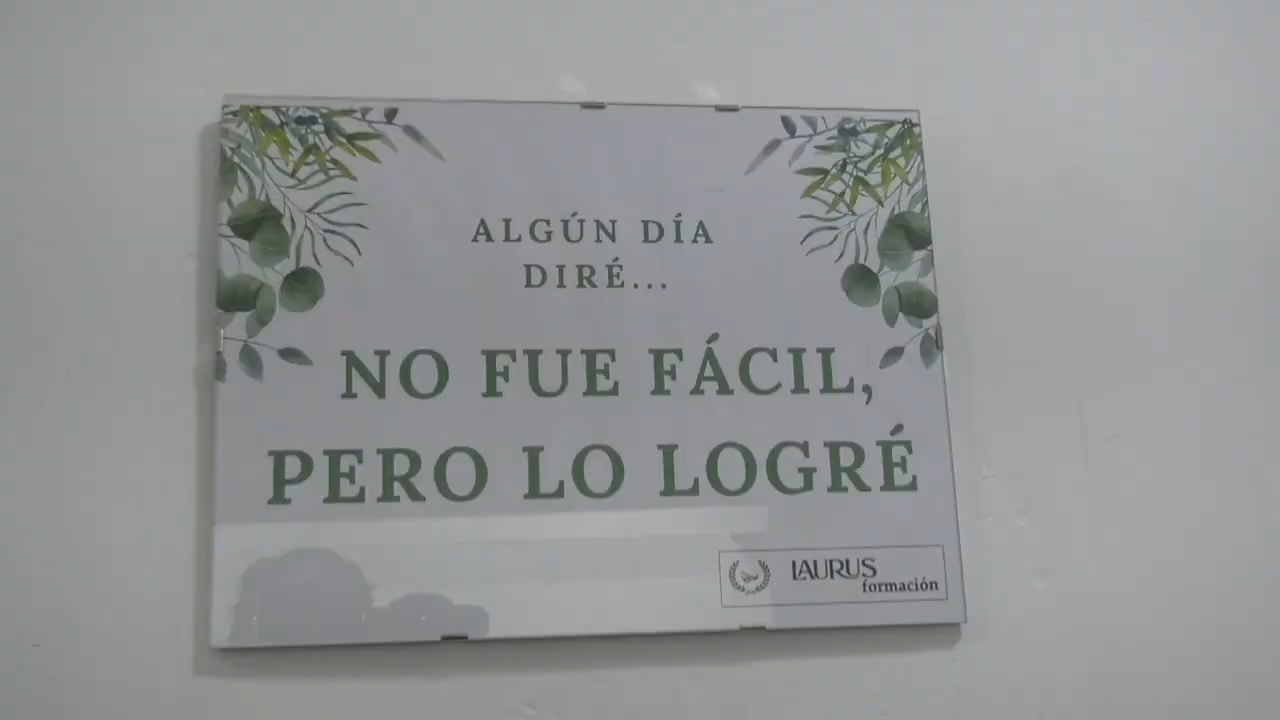 ALGÚN DÍA
DIRÉ...
NO FUE FÁCIL,
PERO LO LOGRÉ
LAURUS
formación